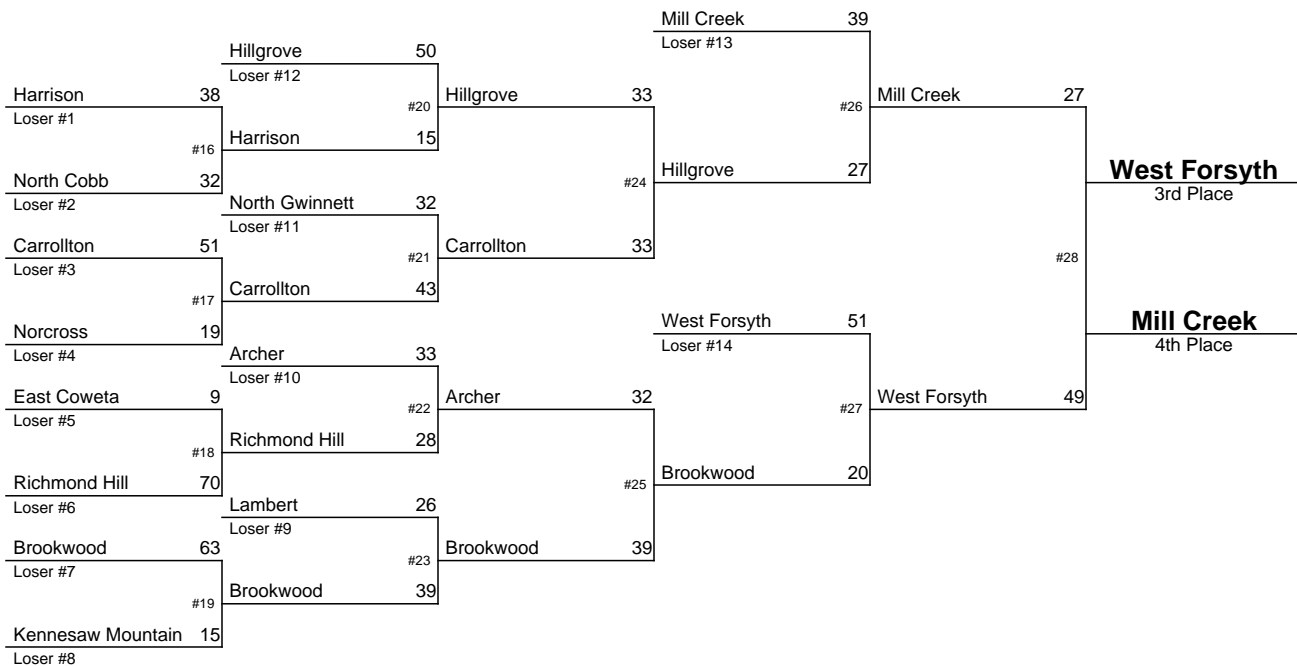 Mill Creek 39
Loser #13
Hillgrove 50
Loser #12
Harrison 38
Loser #1
#20
Hillgrove 33
#26
Mill Creek 27
#16
Harrison 15
North Cobb 32
Loser #2
#24
Hillgrove 27
West Forsyth
3rd Place
North Gwinnett 32
Loser #11
Carrollton 51
Loser #3
#21
Carrollton 33
#28
#17
Carrollton 43
Norcross 19
Loser #4
West Forsyth 51
Loser #14
Mill Creek
4th Place
Archer 33
Loser #10
East Coweta 9
Loser #5
#22
Archer 32
#27
West Forsyth 49
#18
Richmond Hill 28
Richmond Hill 70
Loser #6
#25
Brookwood 20
Lambert 26
Loser #9
Brookwood 63
Loser #7
#23
Brookwood 39
#19
Brookwood 39
Kennesaw Mountain 15
Loser #8